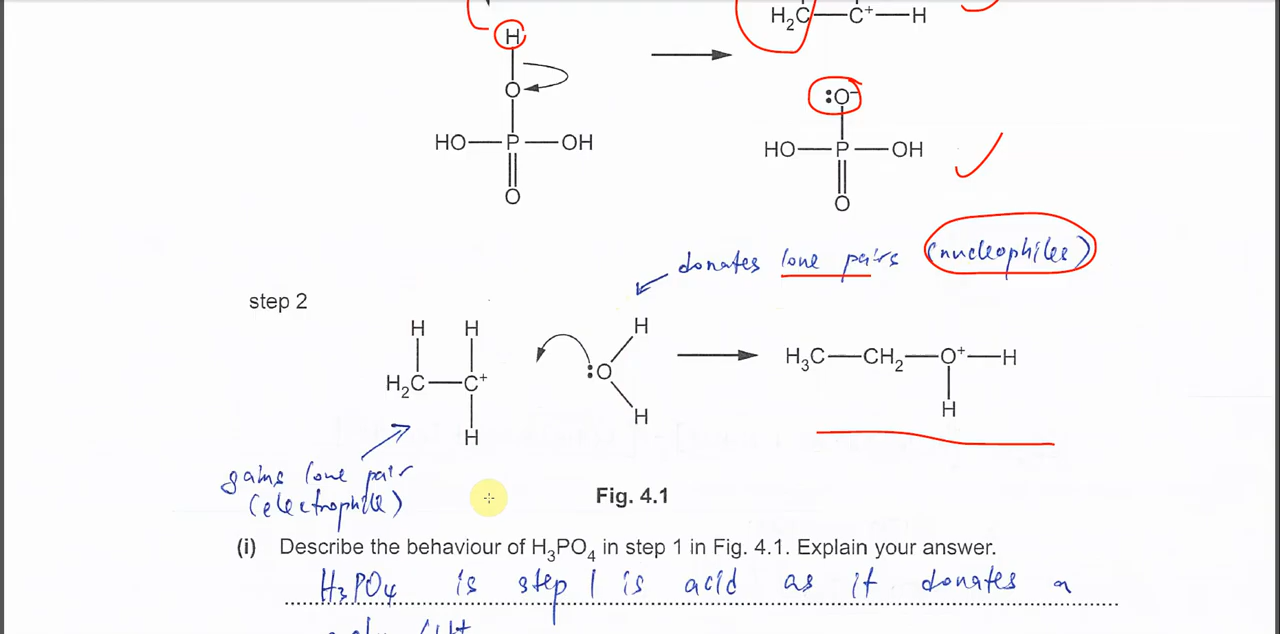 H₂C—C⁺—H
H
O
:O⁻
HO—P—OH
HO—P—OH
O
O
donates lone pairs (nucleophiles)
step 2
H H H
H₃C—CH₂—O⁺—H
H₂C—C⁺ :O
H
H H
gains lone pair
(electrophile)
Fig. 4.1
(i) Describe the behaviour of H₃PO₄ in step 1 in Fig. 4.1. Explain your answer.
H₃PO₄ is step 1 is acid as it donates a